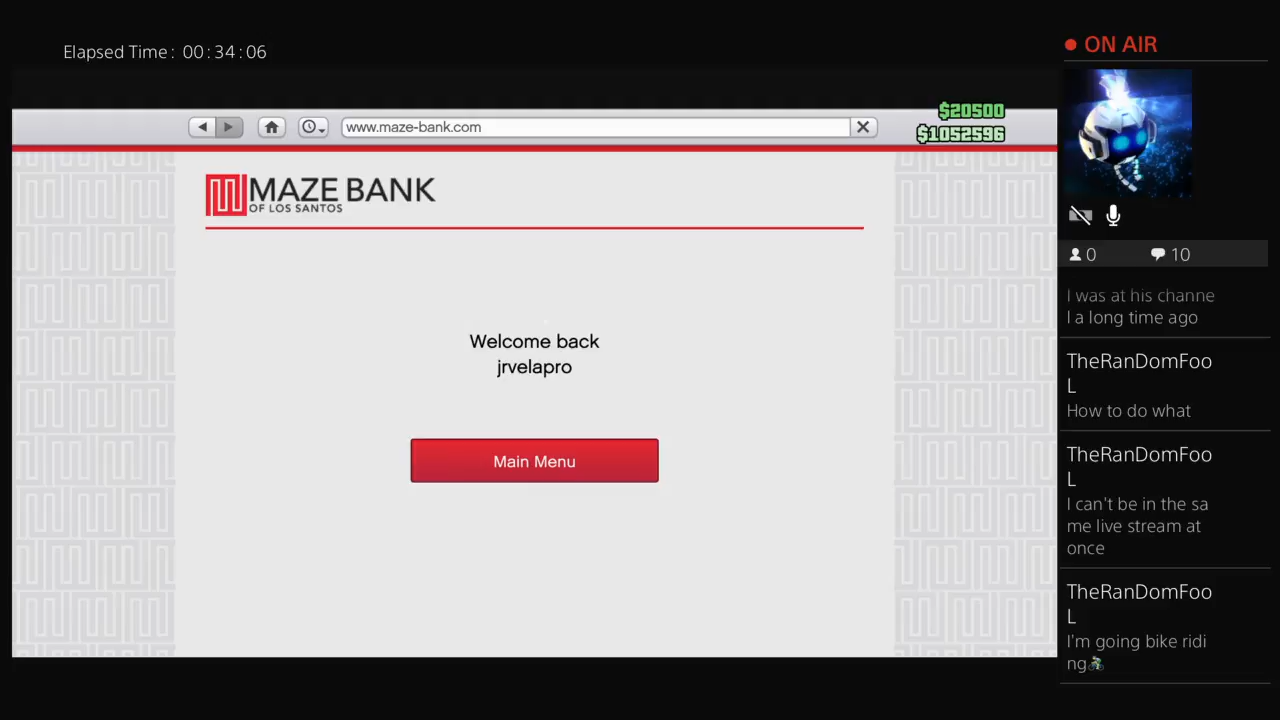 Elapsed Time: 00:34:06
ON AIR
www.maze-bank.com
$20500
$1052596
MAZE BANK
OF LOS SANTOS
Welcome back
jrvelapro
Main Menu
0
10
I was at his channe
l a long time ago
TheRanDomFoo
L
How to do what
TheRanDomFoo
L
I can't be in the sa
me live stream at
once
TheRanDomFoo
L
I'm going bike ridi
ng🚴